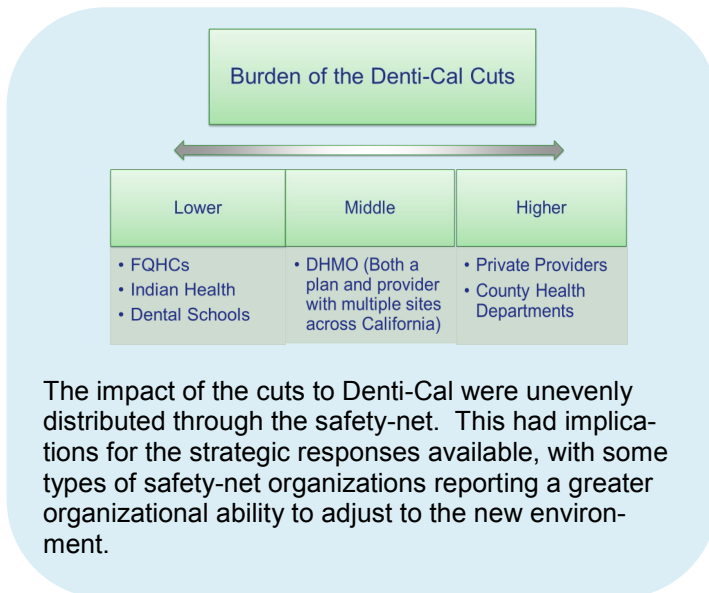 Burden of the Denti-Cal Cuts
Lower
Middle
Higher
• FQHCs
• Indian Health
• Dental Schools
• DHMO (Both a
plan and provider
with multiple sites
across California)
• Private Providers
• County Health
Departments
The impact of the cuts to Denti-Cal were unevenly
distributed through the safety-net.  This had implica-
tions for the strategic responses available, with some
types of safety-net organizations reporting a greater
organizational ability to adjust to the new environ-
ment.